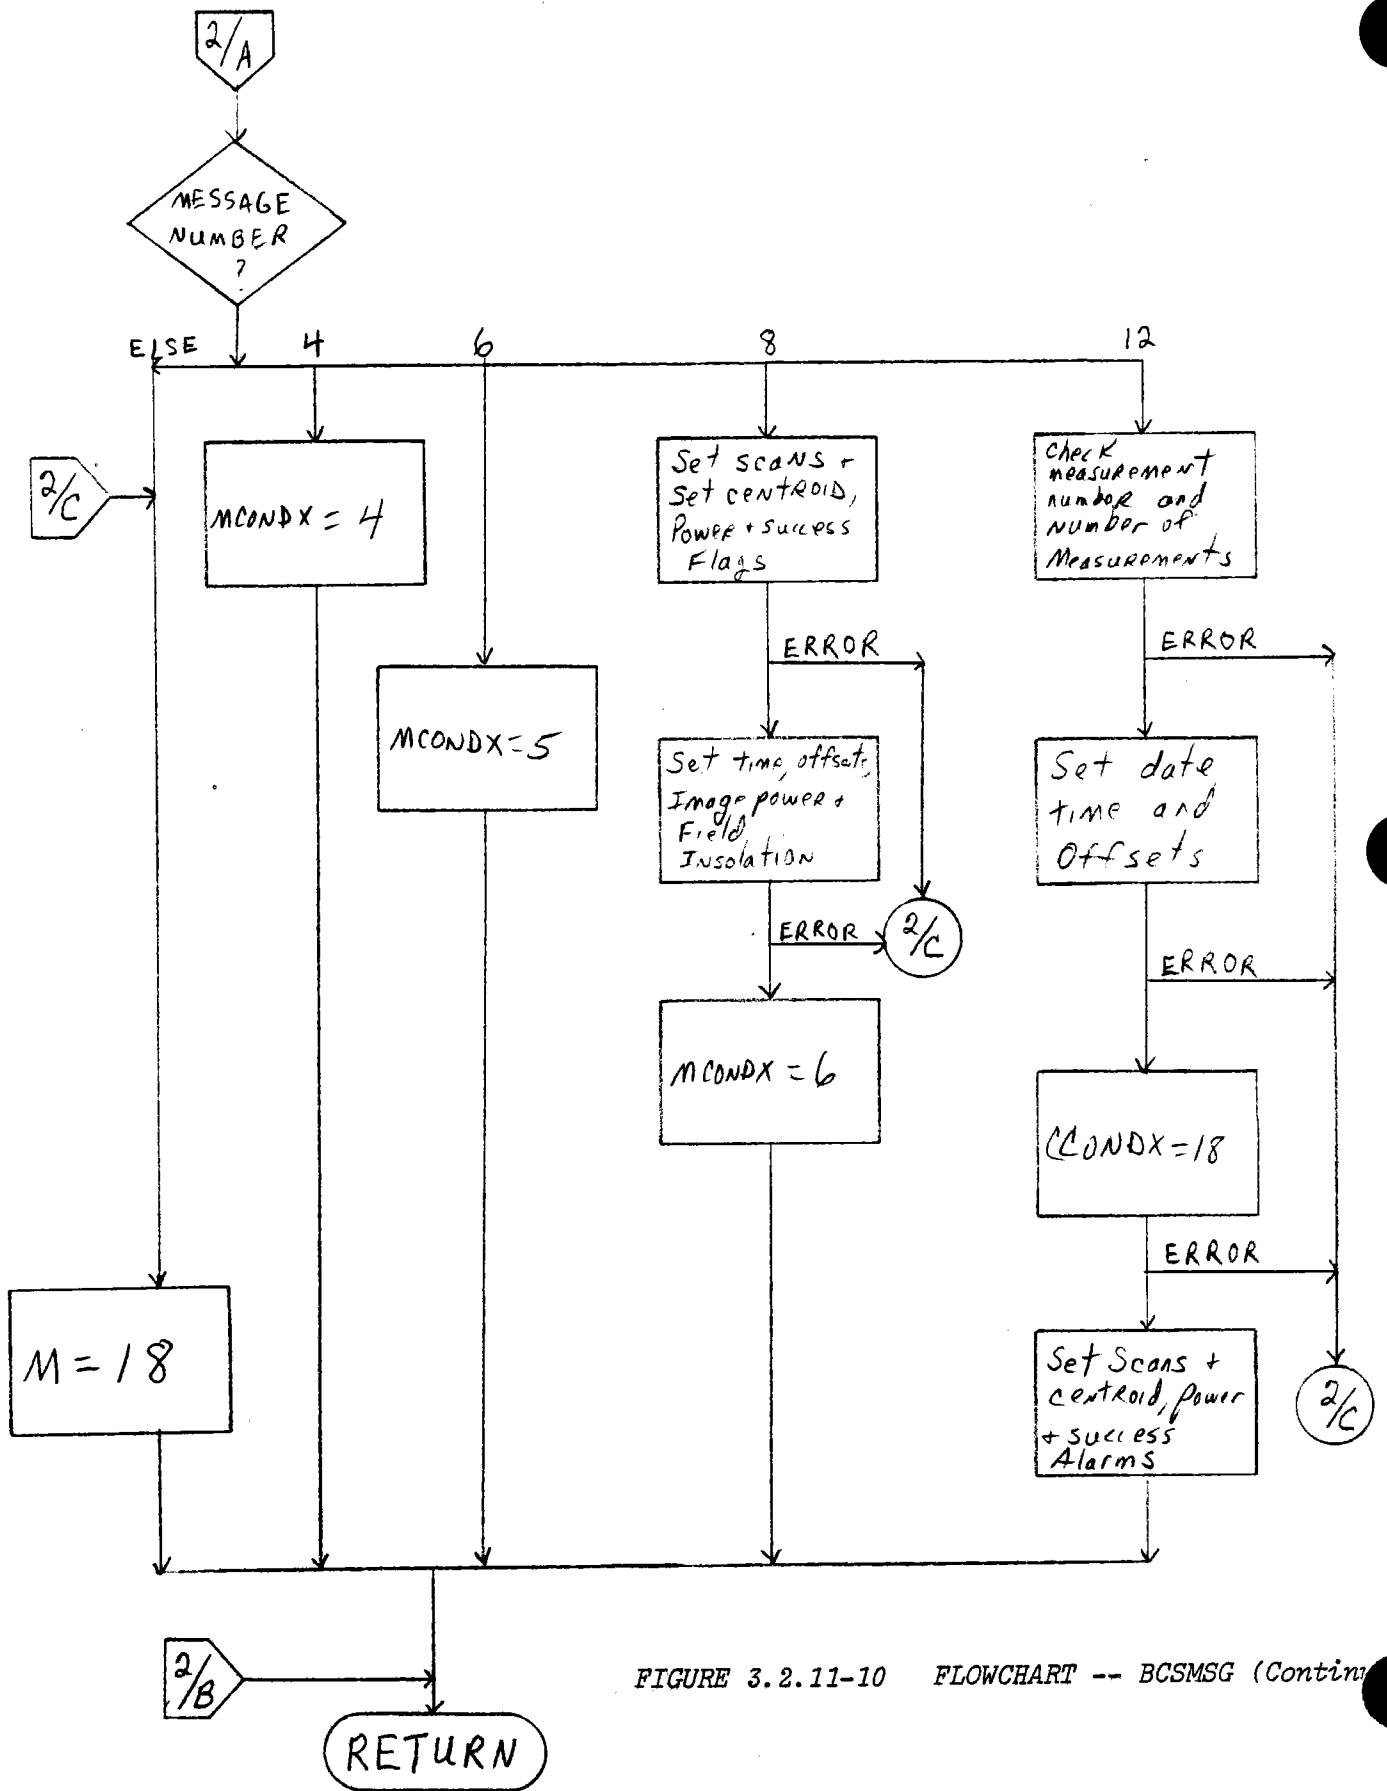 2/A
MESSAGE
NUMBER
?
ELSE
4
6
8
12
2/C
MCONDX = 4
Set scans +
Set centroid,
Power + success
Flags
Check
measurement
number and
Number of
Measurements
ERROR
ERROR
MCONDX = 5
Set time, offsets,
Image power +
Field
Insolation
Set date,
time and
Offsets
ERROR
2/C
ERROR
MCONDX = 6
CCONDX = 18
ERROR
M = 18
Set Scans +
centroid, power
+ success
Alarms
2/C
2/B
RETURN
FIGURE 3.2.11-10 FLOWCHART -- BCSMSG (Continu